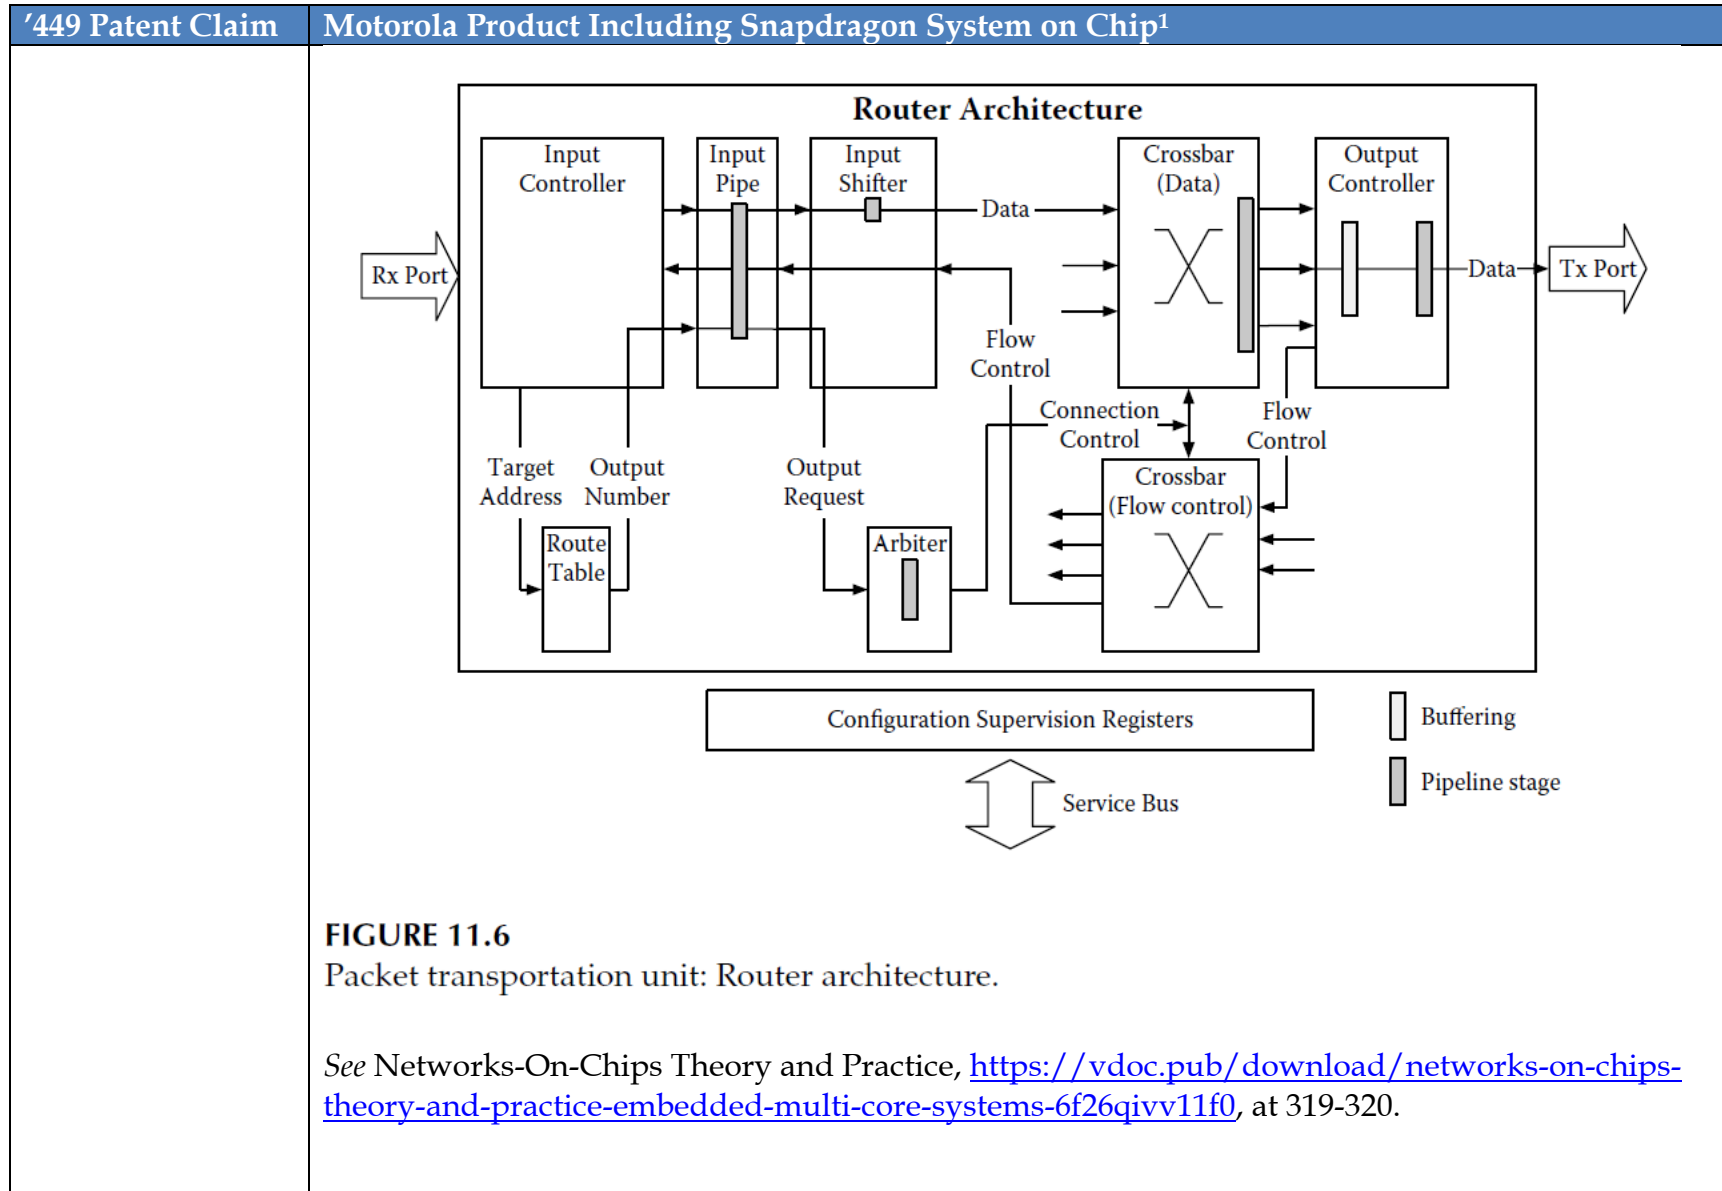 ’449 Patent Claim
Motorola Product Including Snapdragon System on Chip¹
Router Architecture
Input
Controller
Input
Pipe
Input
Shifter
Crossbar
(Data)
Output
Controller
Data
Rx Port
Data
Tx Port
Flow
Control
Connection
Control
Flow
Control
Target
Address
Output
Number
Output
Request
Crossbar
(Flow control)
Route
Table
Arbiter
Configuration Supervision Registers
Buffering
Pipeline stage
Service Bus
FIGURE 11.6
Packet transportation unit: Router architecture.
See Networks-On-Chips Theory and Practice, https://vdoc.pub/download/networks-on-chips-
theory-and-practice-embedded-multi-core-systems-6f26qivv11f0, at 319-320.